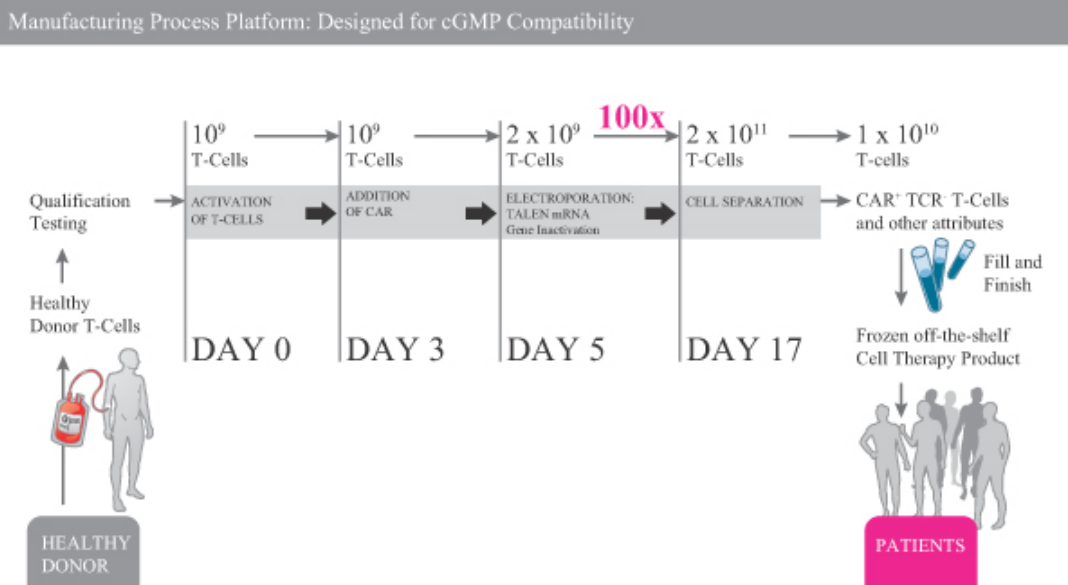 Manufacturing Process Platform: Designed for cGMP Compatibility
10⁹
T-Cells
10⁹
T-Cells
2 x 10⁹
T-Cells
100x
2 x 10¹¹
T-Cells
1 x 10¹⁰
T-cells
Qualification
Testing
ACTIVATION
OF T-CELLS
ADDITION
OF CAR
ELECTROPORATION:
TALEN mRNA
Gene Inactivation
CELL SEPARATION
CAR⁺ TCR⁻ T-Cells
and other attributes
Fill and
Finish
Healthy
Donor T-Cells
DAY 0
DAY 3
DAY 5
DAY 17
Frozen off-the-shelf
Cell Therapy Product
HEALTHY
DONOR
PATIENTS